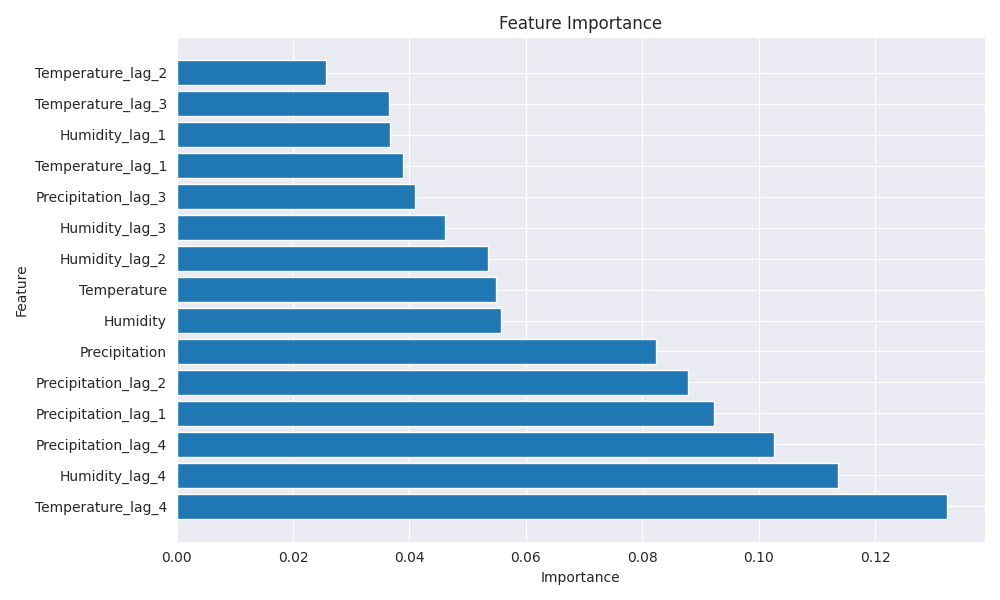 Feature Importance
Temperature_lag_2
Temperature_lag_3
Humidity_lag_1
Temperature_lag_1
Precipitation_lag_3
Humidity_lag_3
Humidity_lag_2
Temperature
Humidity
Precipitation
Precipitation_lag_2
Precipitation_lag_1
Precipitation_lag_4
Humidity_lag_4
Temperature_lag_4
Feature
0.00 0.02 0.04 0.06 0.08 0.10 0.12
Importance